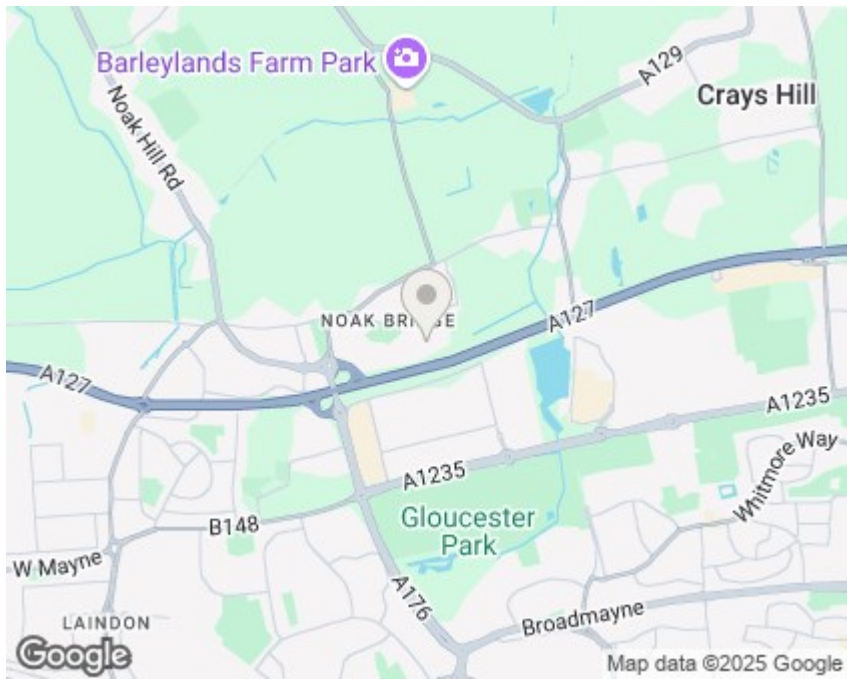 Barleylands Farm Park
A129
Crays Hill
Noak Hill Rd
NOAK BRIDGE
A127
A127
A1235
A1235
Whitmore Way
Gloucester
Park
B148
W Mayne
A176
Broadmayne
LAINDON
Google
Map data ©2025 Google